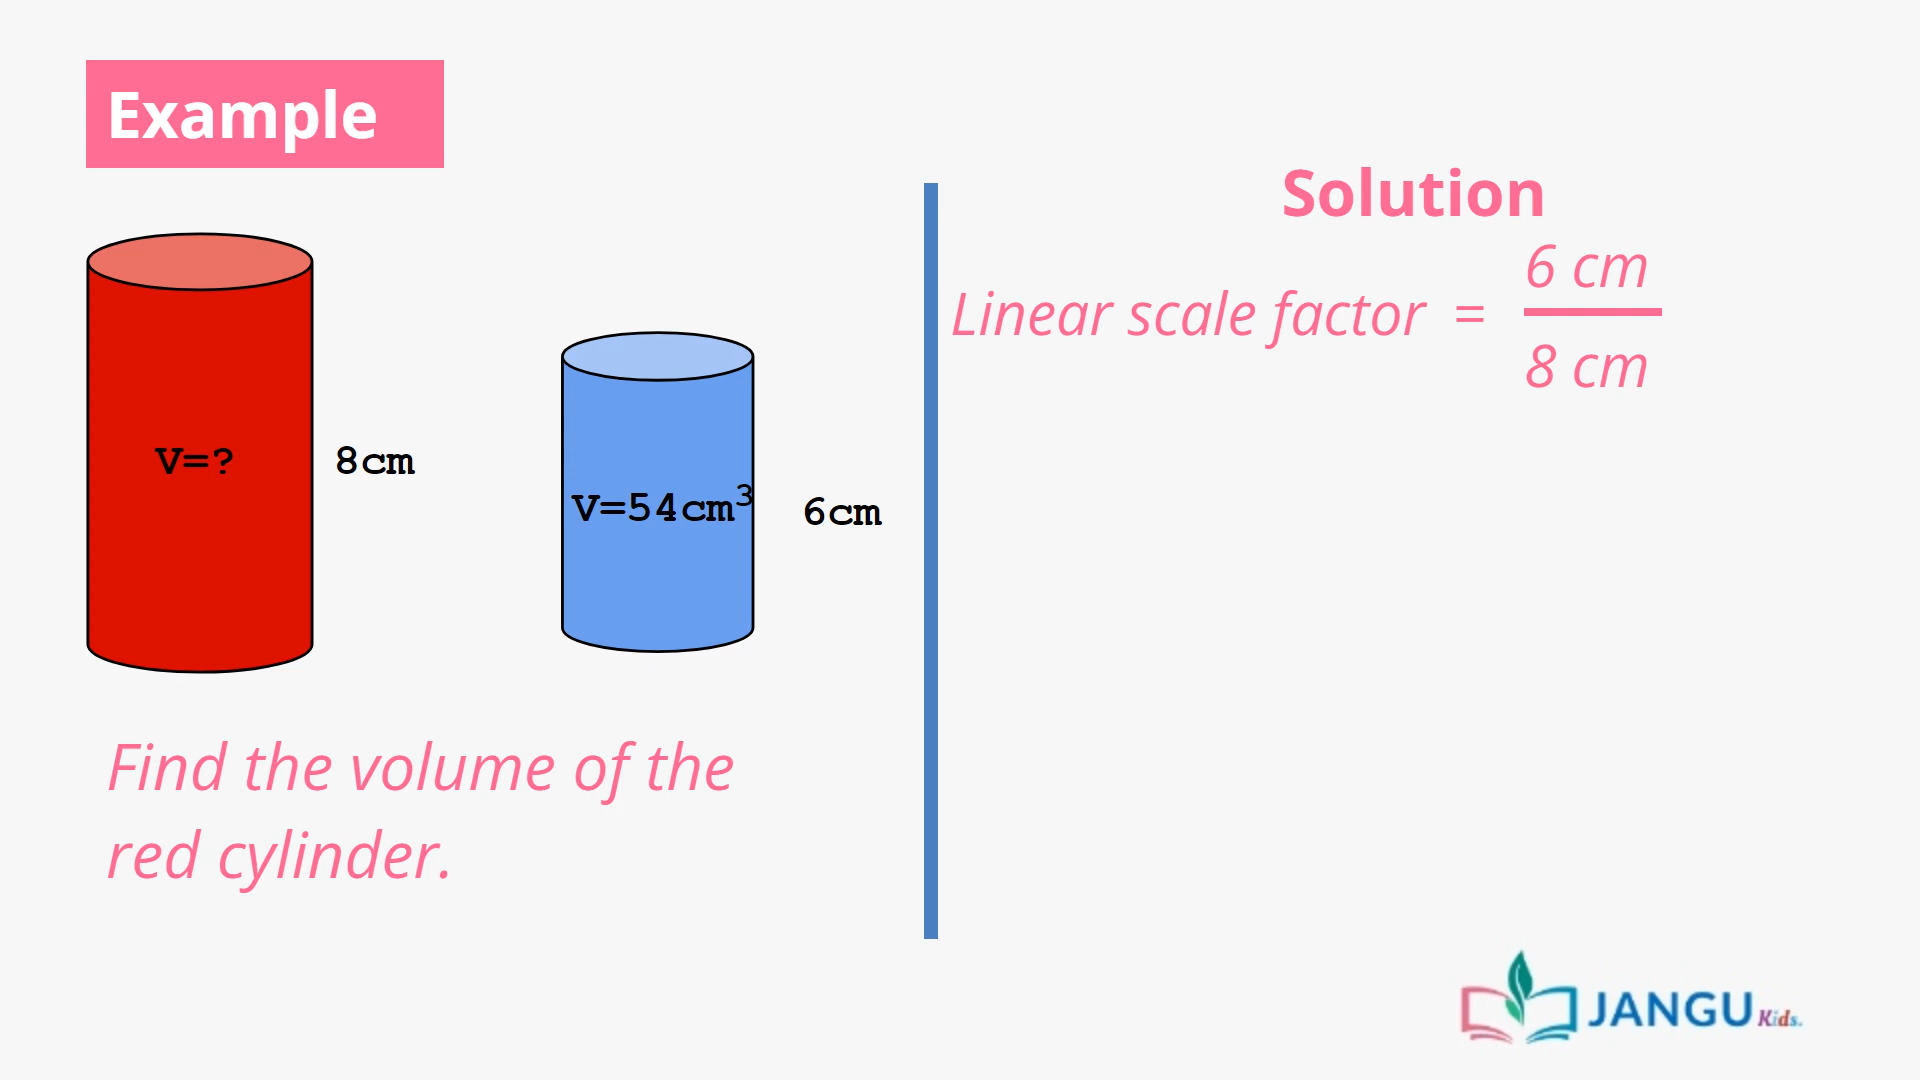 Example
V=?
8cm
V=54cm³
6cm
Find the volume of the
red cylinder.
Solution
Linear scale factor = 6 cm
8 cm
JANGU Kids.